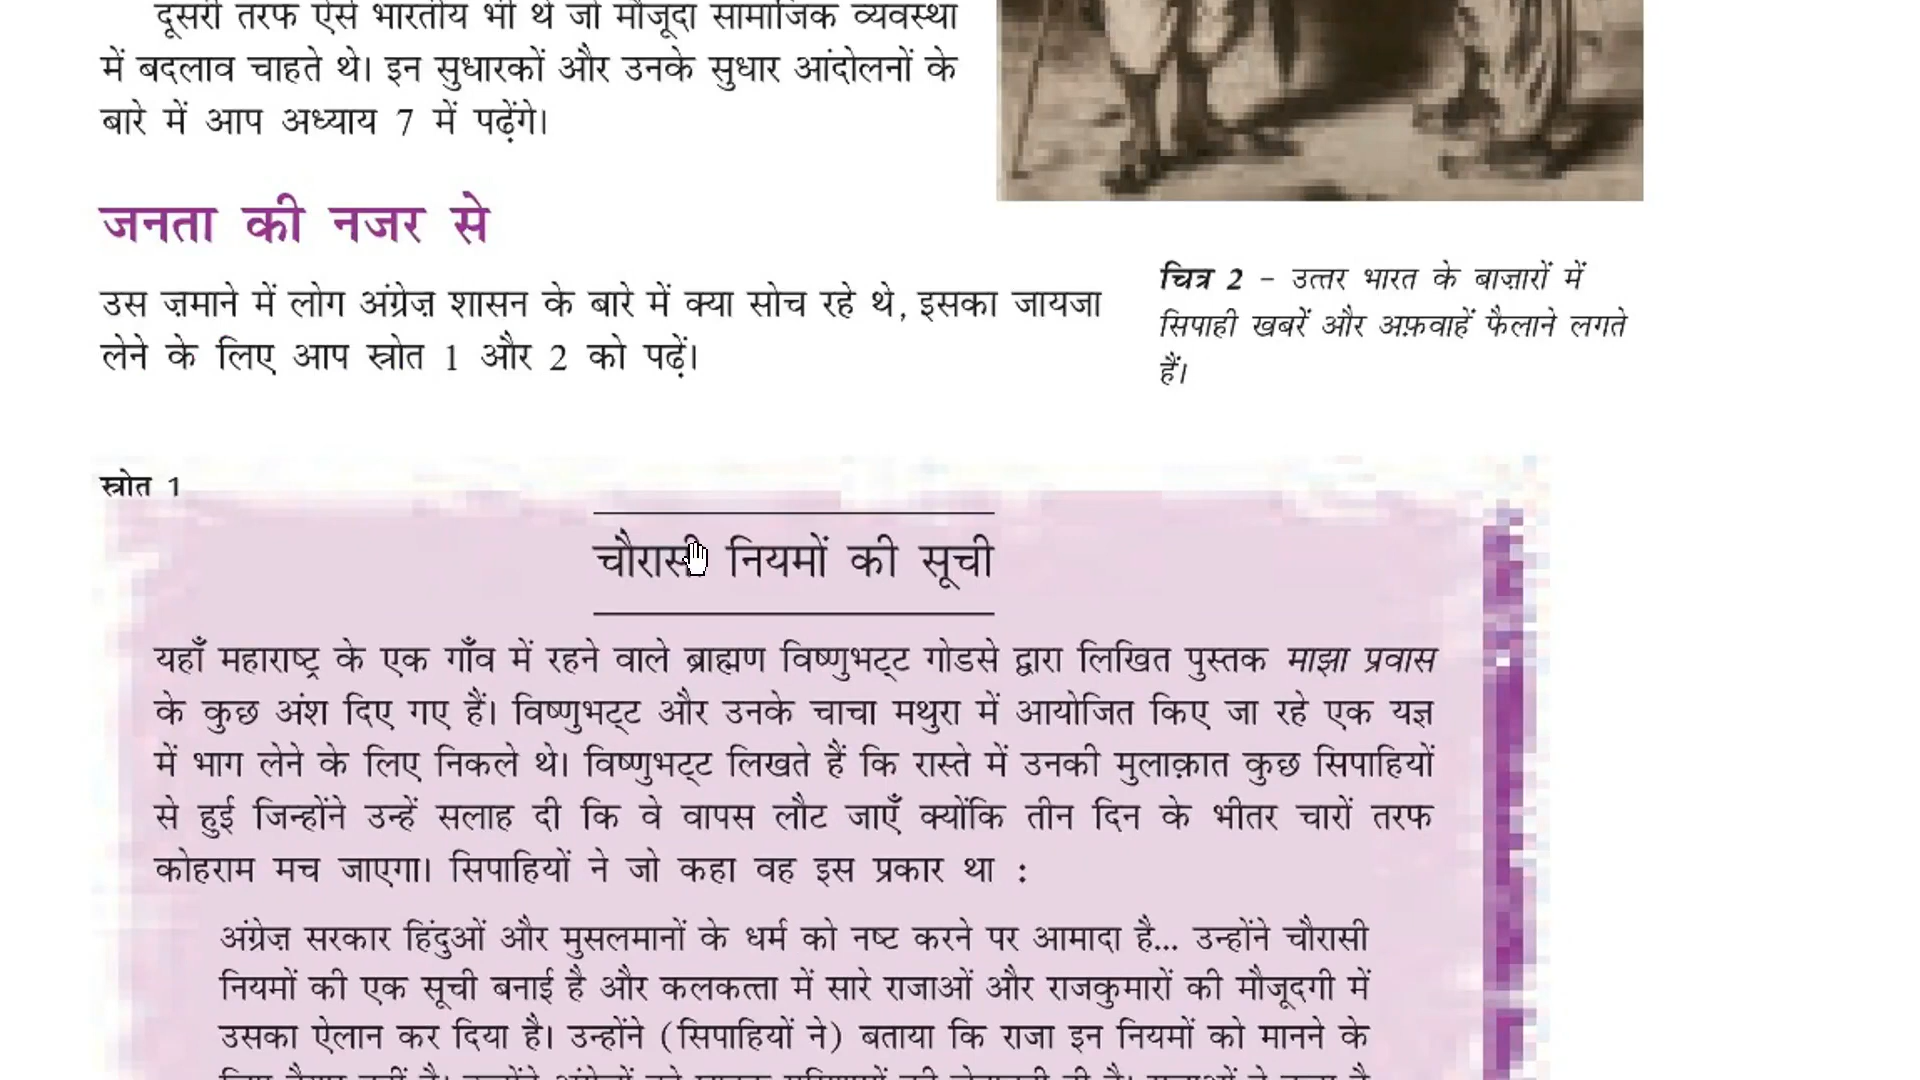 दूसरी तरफ ऐसे भारतीय भी थे जो मौजूदा सामाजिक व्यवस्था
में बदलाव चाहते थे। इन सुधारकों और उनके सुधार आंदोलनों के
बारे में आप अध्याय 7 में पढ़ेंगे।
जनता की नजर से
उस ज़माने में लोग अंग्रेज़ शासन के बारे में क्या सोच रहे थे, इसका जायजा
लेने के लिए आप स्रोत 1 और 2 को पढ़ें।
चित्र 2 – उत्तर भारत के बाज़ारों में
सिपाही खबरें और अफ़वाहें फैलाने लगते
हैं।
स्रोत 1
चौरासी नियमों की सूची
यहाँ महाराष्ट्र के एक गाँव में रहने वाले ब्राह्मण विष्णुभट्ट गोडसे द्वारा लिखित पुस्तक माझा प्रवास
के कुछ अंश दिए गए हैं। विष्णुभट्ट और उनके चाचा मथुरा में आयोजित किए जा रहे एक यज्ञ
में भाग लेने के लिए निकले थे। विष्णुभट्ट लिखते हैं कि रास्ते में उनकी मुलाक़ात कुछ सिपाहियों
से हुई जिन्होंने उन्हें सलाह दी कि वे वापस लौट जाएँ क्योंकि तीन दिन के भीतर चारों तरफ
कोहराम मच जाएगा। सिपाहियों ने जो कहा वह इस प्रकार था :
अंग्रेज़ सरकार हिंदुओं और मुसलमानों के धर्म को नष्ट करने पर आमादा है... उन्होंने चौरासी
नियमों की एक सूची बनाई है और कलकत्ता में सारे राजाओं और राजकुमारों की मौजूदगी में
उसका ऐलान कर दिया है। उन्होंने (सिपाहियों ने) बताया कि राजा इन नियमों को मानने के